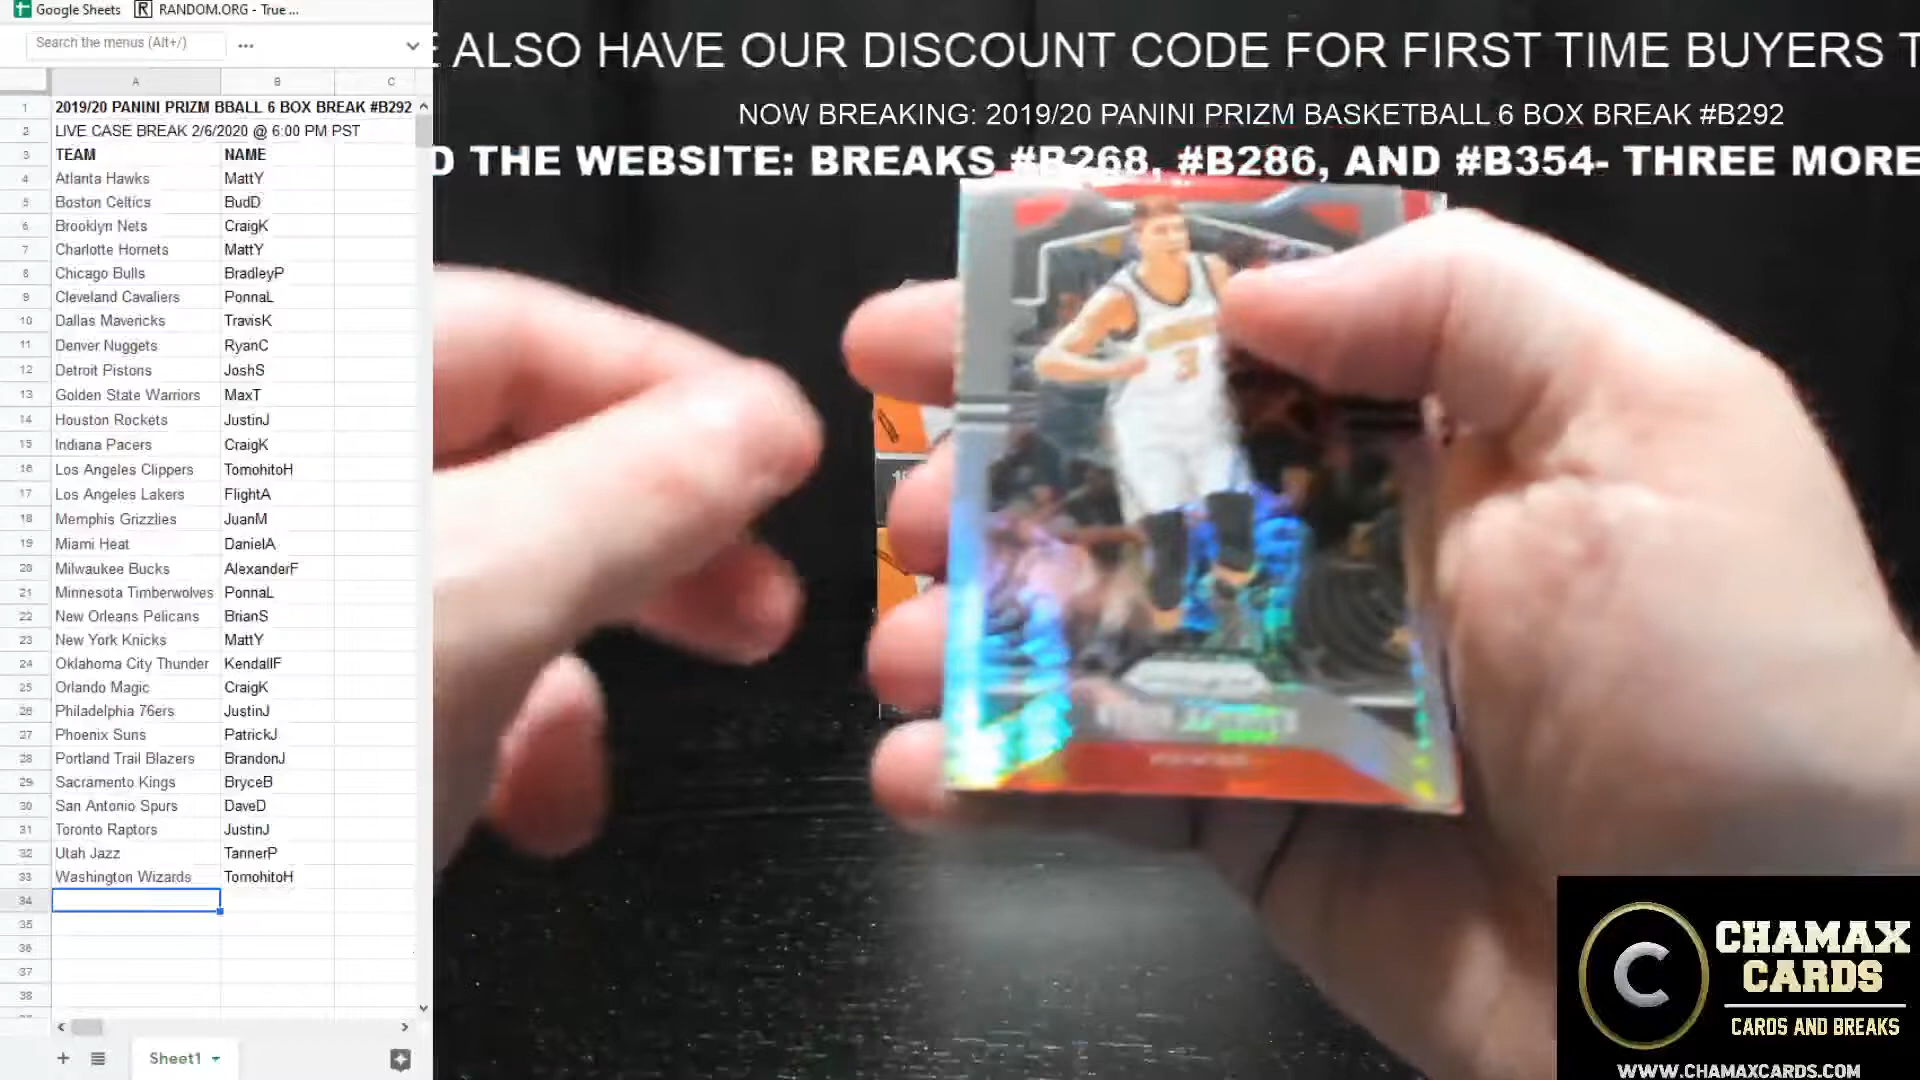 Google Sheets RANDOM.ORG - True ...
Search the menus (Alt+/)
A B C
1 2019/20 PANINI PRIZM BBALL 6 BOX BREAK #B292
2 LIVE CASE BREAK 2/6/2020 @ 6:00 PM PST
3 TEAM NAME
4 Atlanta Hawks MattY
5 Boston Celtics BudD
6 Brooklyn Nets CraigK
7 Charlotte Hornets MattY
8 Chicago Bulls BradleyP
9 Cleveland Cavaliers PonnaL
10 Dallas Mavericks TravisK
11 Denver Nuggets RyanC
12 Detroit Pistons JoshS
13 Golden State Warriors MaxT
14 Houston Rockets JustinJ
15 Indiana Pacers CraigK
16 Los Angeles Clippers TomohitoH
17 Los Angeles Lakers FlightA
18 Memphis Grizzlies JuanM
19 Miami Heat DanielA
20 Milwaukee Bucks AlexanderF
21 Minnesota Timberwolves PonnaL
22 New Orleans Pelicans BrianS
23 New York Knicks MattY
24 Oklahoma City Thunder KendallF
25 Orlando Magic CraigK
26 Philadelphia 76ers JustinJ
27 Phoenix Suns PatrickJ
28 Portland Trail Blazers BrandonJ
29 Sacramento Kings BryceB
30 San Antonio Spurs DaveD
31 Toronto Raptors JustinJ
32 Utah Jazz TannerP
33 Washington Wizards TomohitoH
34
35
36
37
38
Sheet1
E ALSO HAVE OUR DISCOUNT CODE FOR FIRST TIME BUYERS T
NOW BREAKING: 2019/20 PANINI PRIZM BASKETBALL 6 BOX BREAK #B292
D THE WEBSITE: BREAKS #B268, #B286, AND #B354- THREE MORE
3
C
CHAMAX
CARDS
CARDS AND BREAKS
WWW.CHAMAXCARDS.COM